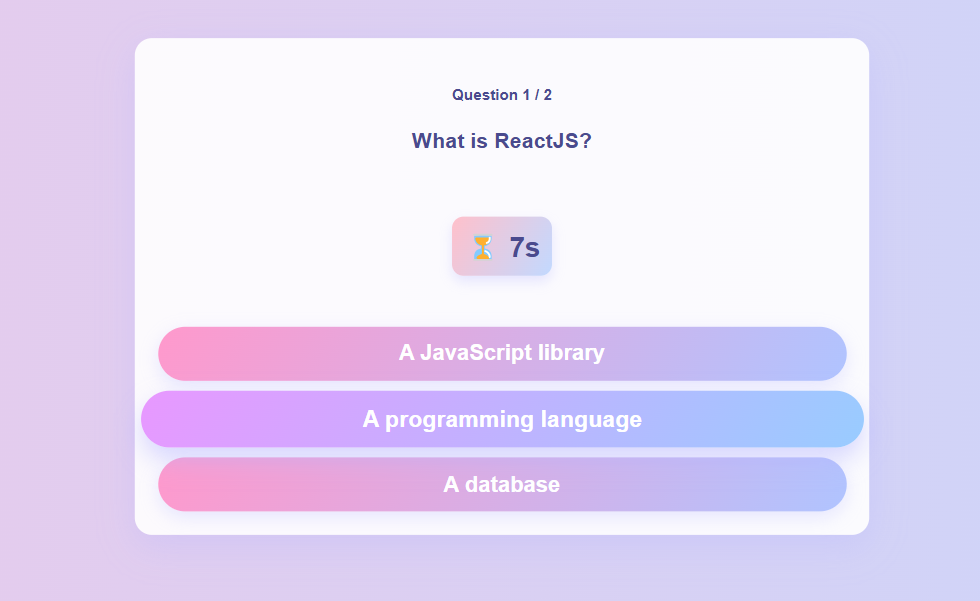 Question 1 / 2
What is ReactJS?
⏳ 7s
A JavaScript library
A programming language
A database